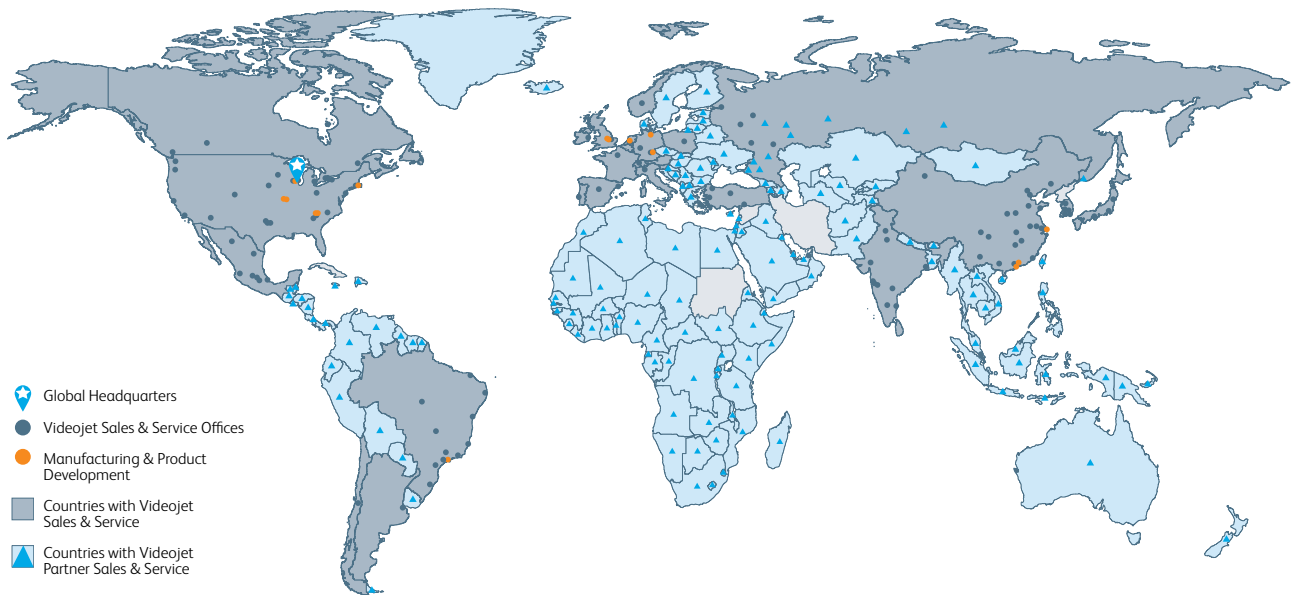 Global Headquarters
Videojet Sales & Service Offices
Manufacturing & Product
Development
Countries with Videojet
Sales & Service
Countries with Videojet
Partner Sales & Service